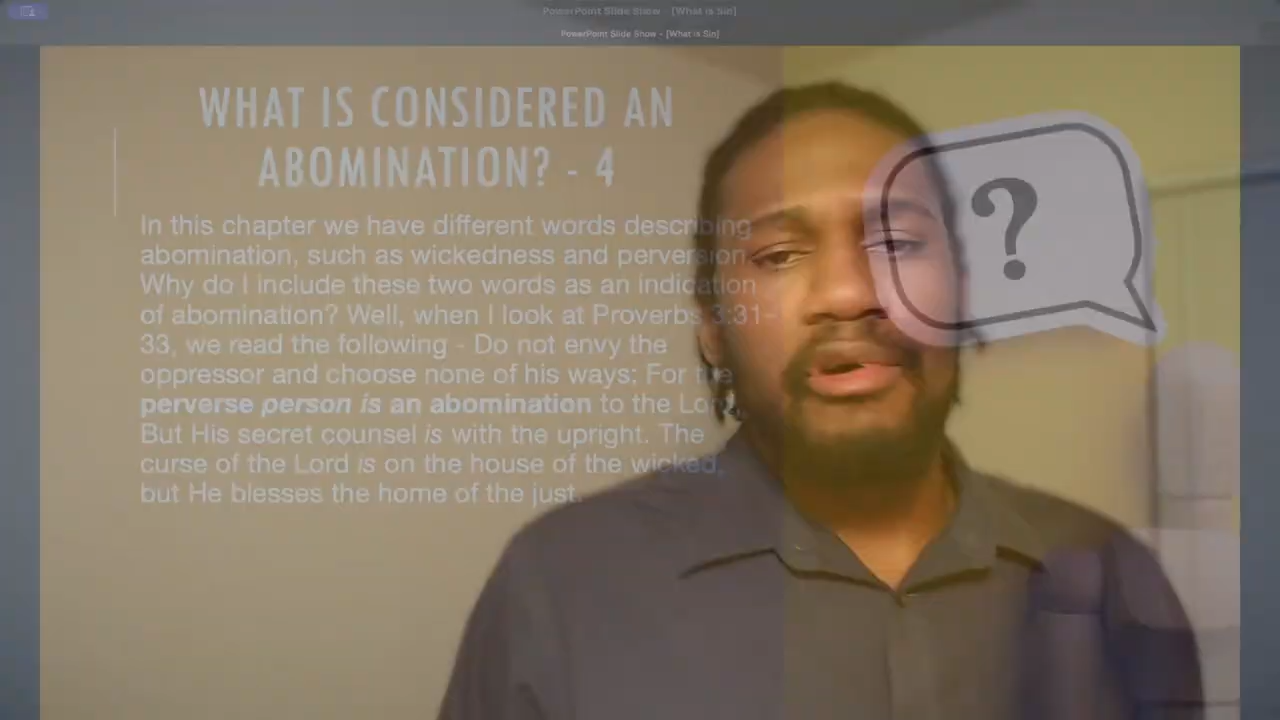 PowerPoint Slide Show - [What is Sin]
PowerPoint Slide Show - [What is Sin]
WHAT IS CONSIDERED AN
ABOMINATION? - 4
In this chapter we have different words describing
abomination, such as wickedness and perversion.
Why do I include these two words as an indication
of abomination? Well, when I look at Proverbs 3:31-
33, we read the following - Do not envy the
oppressor and choose none of his ways; For the
perverse person is an abomination to the Lord,
But His secret counsel is with the upright. The
curse of the Lord is on the house of the wicked,
but He blesses the home of the just.
?